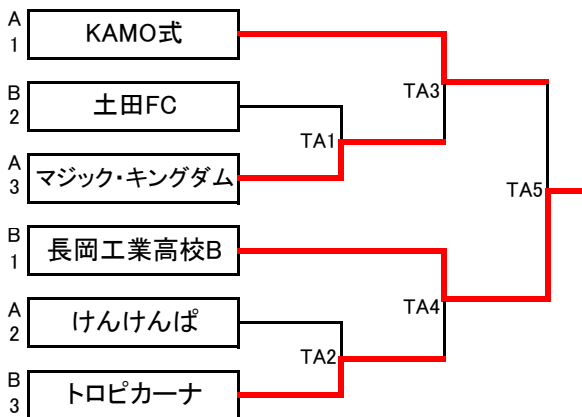 A
1
KAMO式
B
2
土田FC
A
3
マジック・キングダム
B
1
長岡工業高校B
A
2
けんけんぱ
B
3
トロピカーナ
TA1
TA2
TA3
TA4
TA5